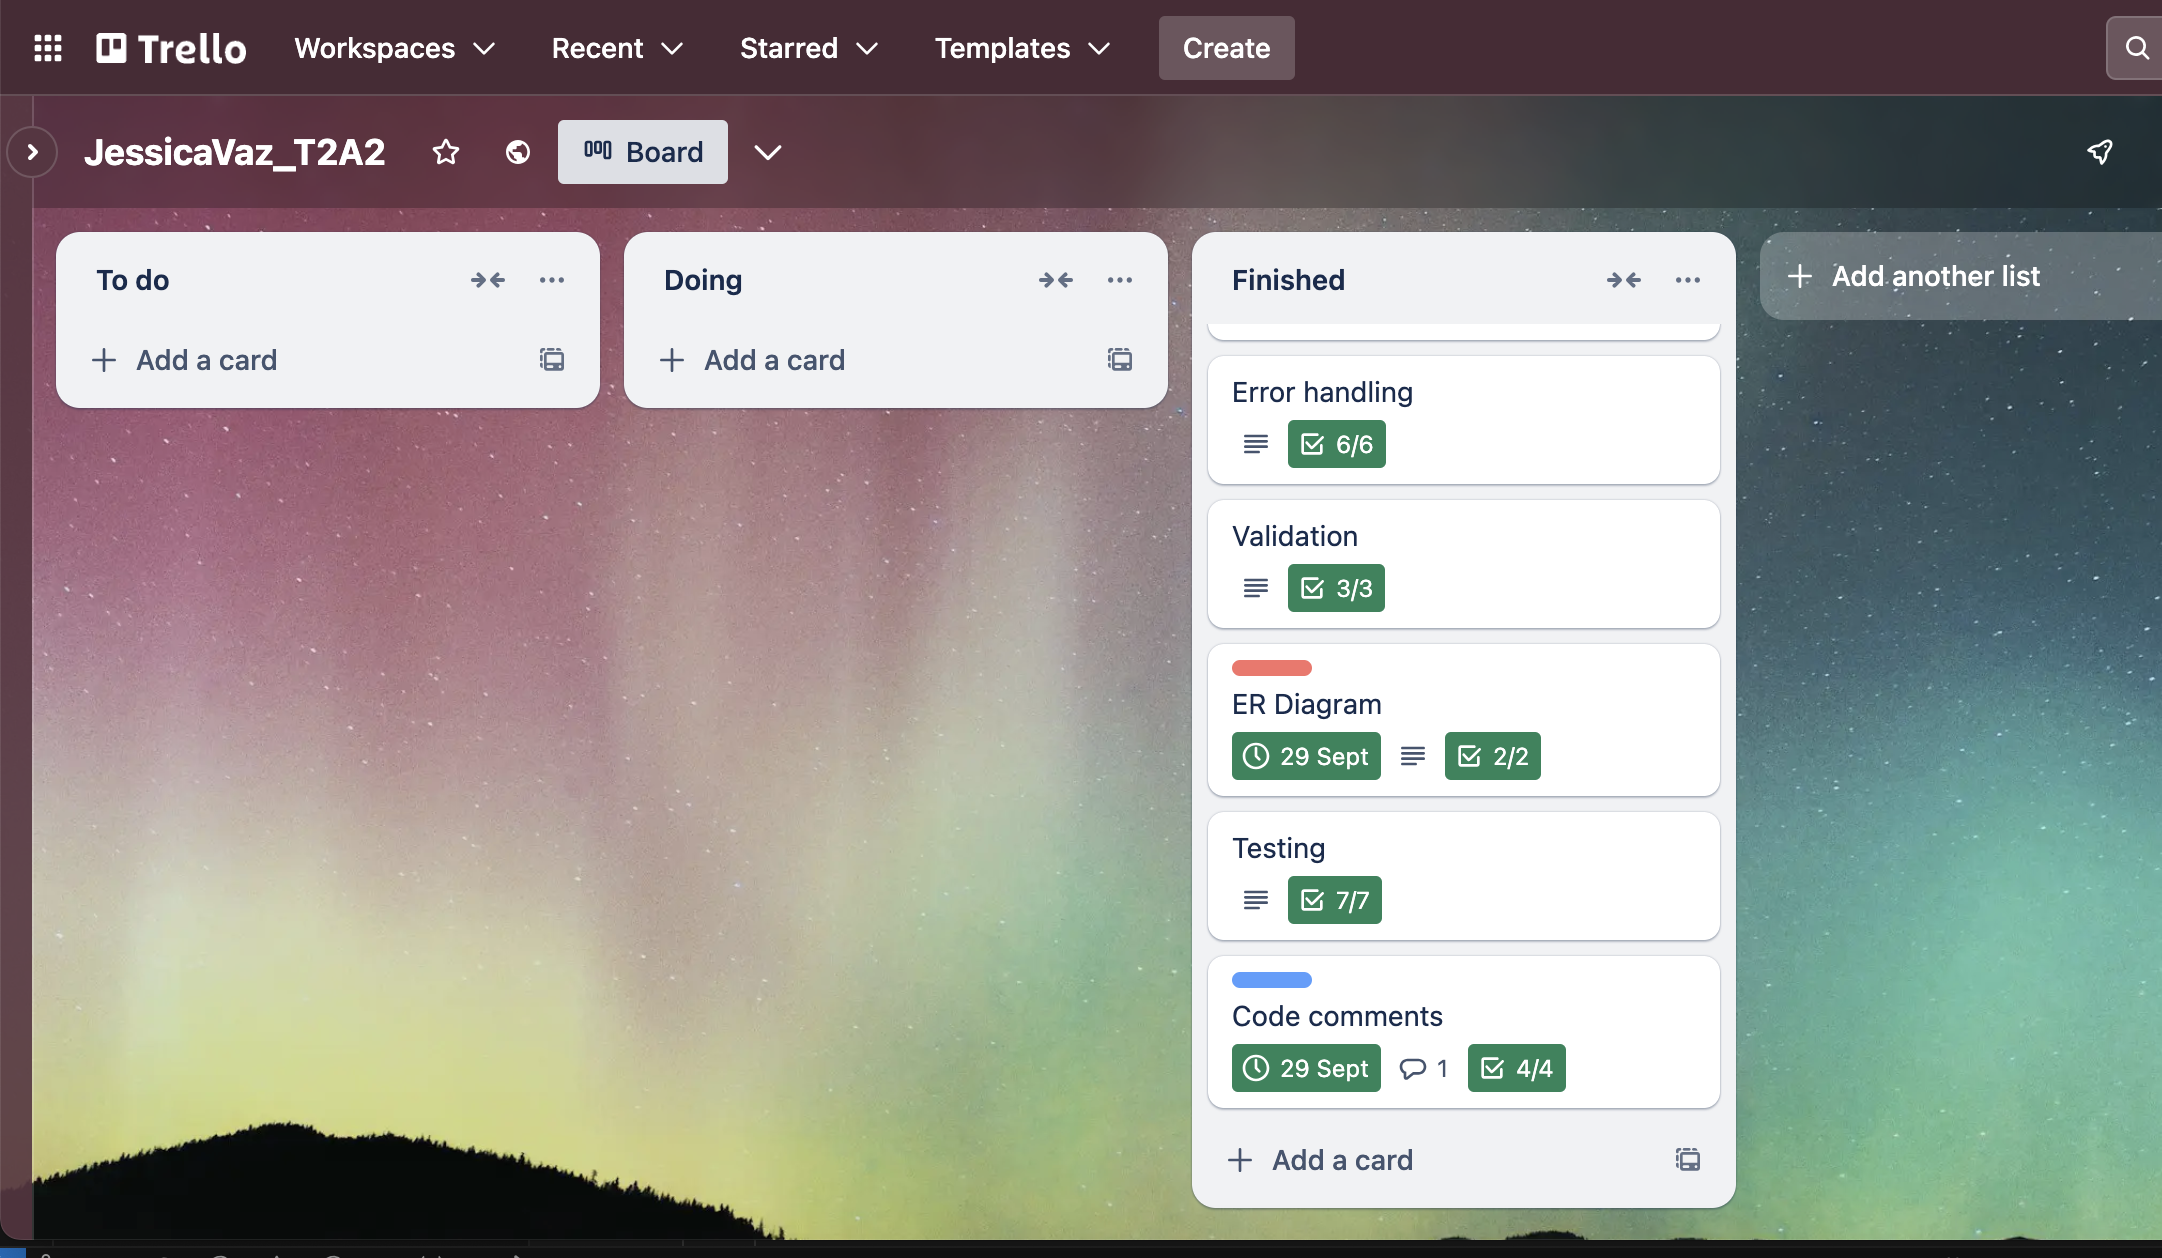 Trello Workspaces Recent Starred Templates Create
JessicaVaz_T2A2 Board
To do
Add a card
Doing
Add a card
Finished
Error handling
6/6
Validation
3/3
ER Diagram
29 Sept 2/2
Testing
7/7
Code comments
29 Sept 1 4/4
Add a card
Add another list